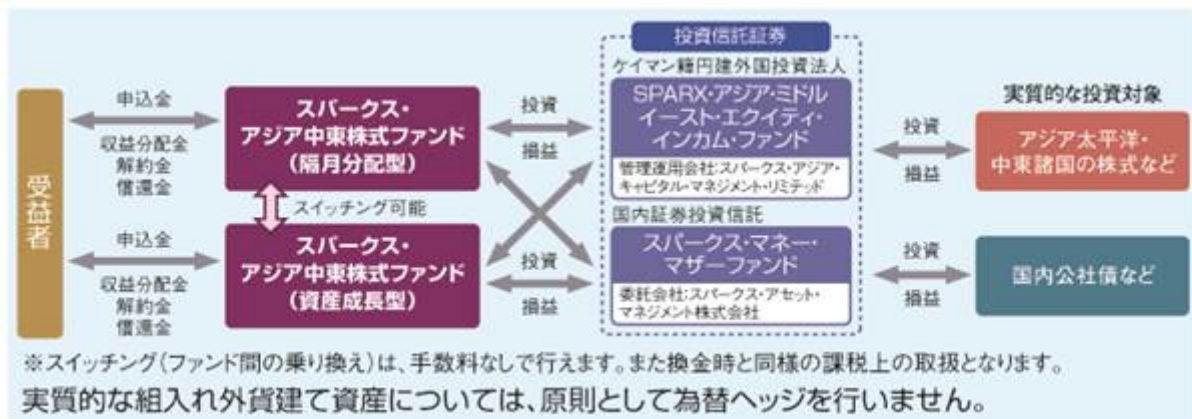 投資信託証券
ケイマン籍円建外国投資法人
受益者
申込金
収益分配金
解約金
償還金
スパークス・
アジア中東株式ファンド
(隔月分配型)
投資
損益
SPARX・アジア・ミドル
イースト・エクイティ・
インカム・ファンド
管理運用会社:スパークス・アジア・
キャピタル・マネジメント・リミテッド
投資
損益
実質的な投資対象
アジア太平洋・
中東諸国の株式など
スイッチング可能
申込金
収益分配金
解約金
償還金
スパークス・
アジア中東株式ファンド
(資産成長型)
投資
損益
国内証券投資信託
スパークス・マネー・
マザーファンド
委託会社:スパークス・アセット・
マネジメント株式会社
投資
損益
国内公社債など
※スイッチング(ファンド間の乗り換え)は、手数料なしで行えます。また換金時と同様の課税上の取扱となります。
実質的な組入れ外貨建て資産については、原則として為替ヘッジを行いません。